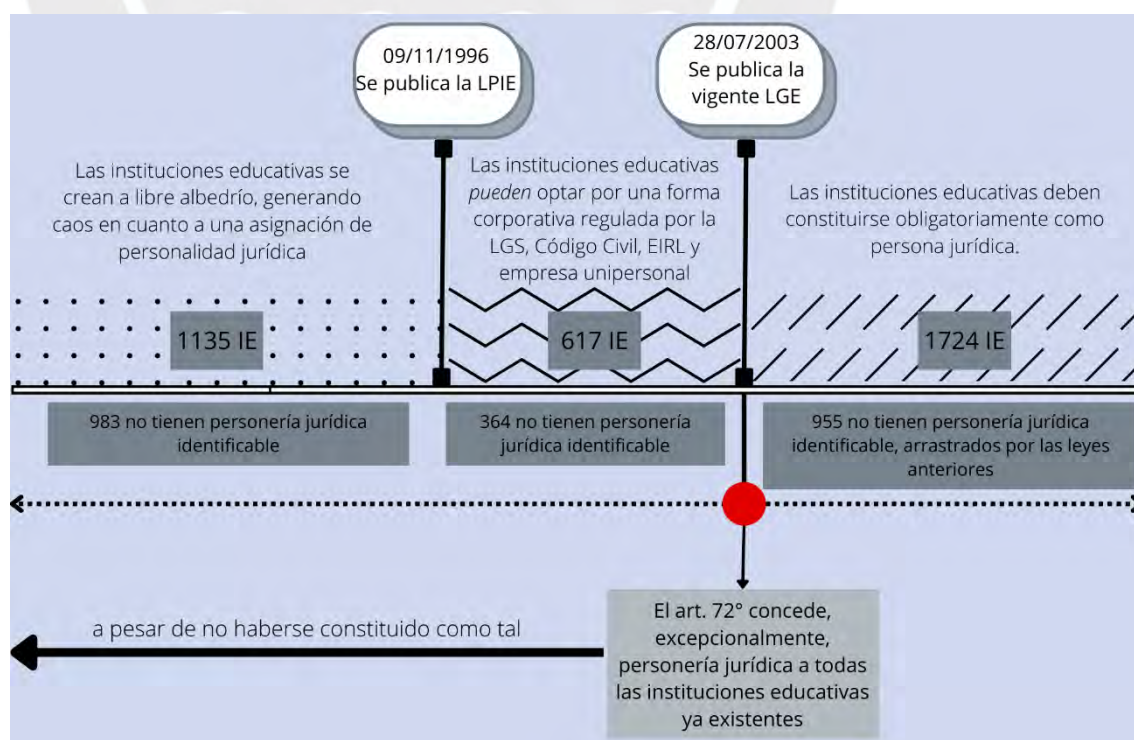 09/11/1996
Se publica la LPIE
28/07/2003
Se publica la
vigente LGE
Las instituciones educativas se
crean a libre albedrío, generando
caos en cuanto a una asignación de
personalidad jurídica
Las instituciones educativas
pueden optar por una forma
corporativa regulada por la
LGS, Código Civil, EIRL y
empresa unipersonal
Las instituciones educativas deben
constituirse obligatoriamente como
persona jurídica.
1135 IE
617 IE
1724 IE
983 no tienen personería jurídica
identificable
364 no tienen personería
jurídica identificable
955 no tienen personería jurídica
identificable, arrastrados por las leyes
anteriores
El art. 72° concede,
excepcionalmente,
personería jurídica a todas
las instituciones educativas
ya existentes
a pesar de no haberse constituido como tal